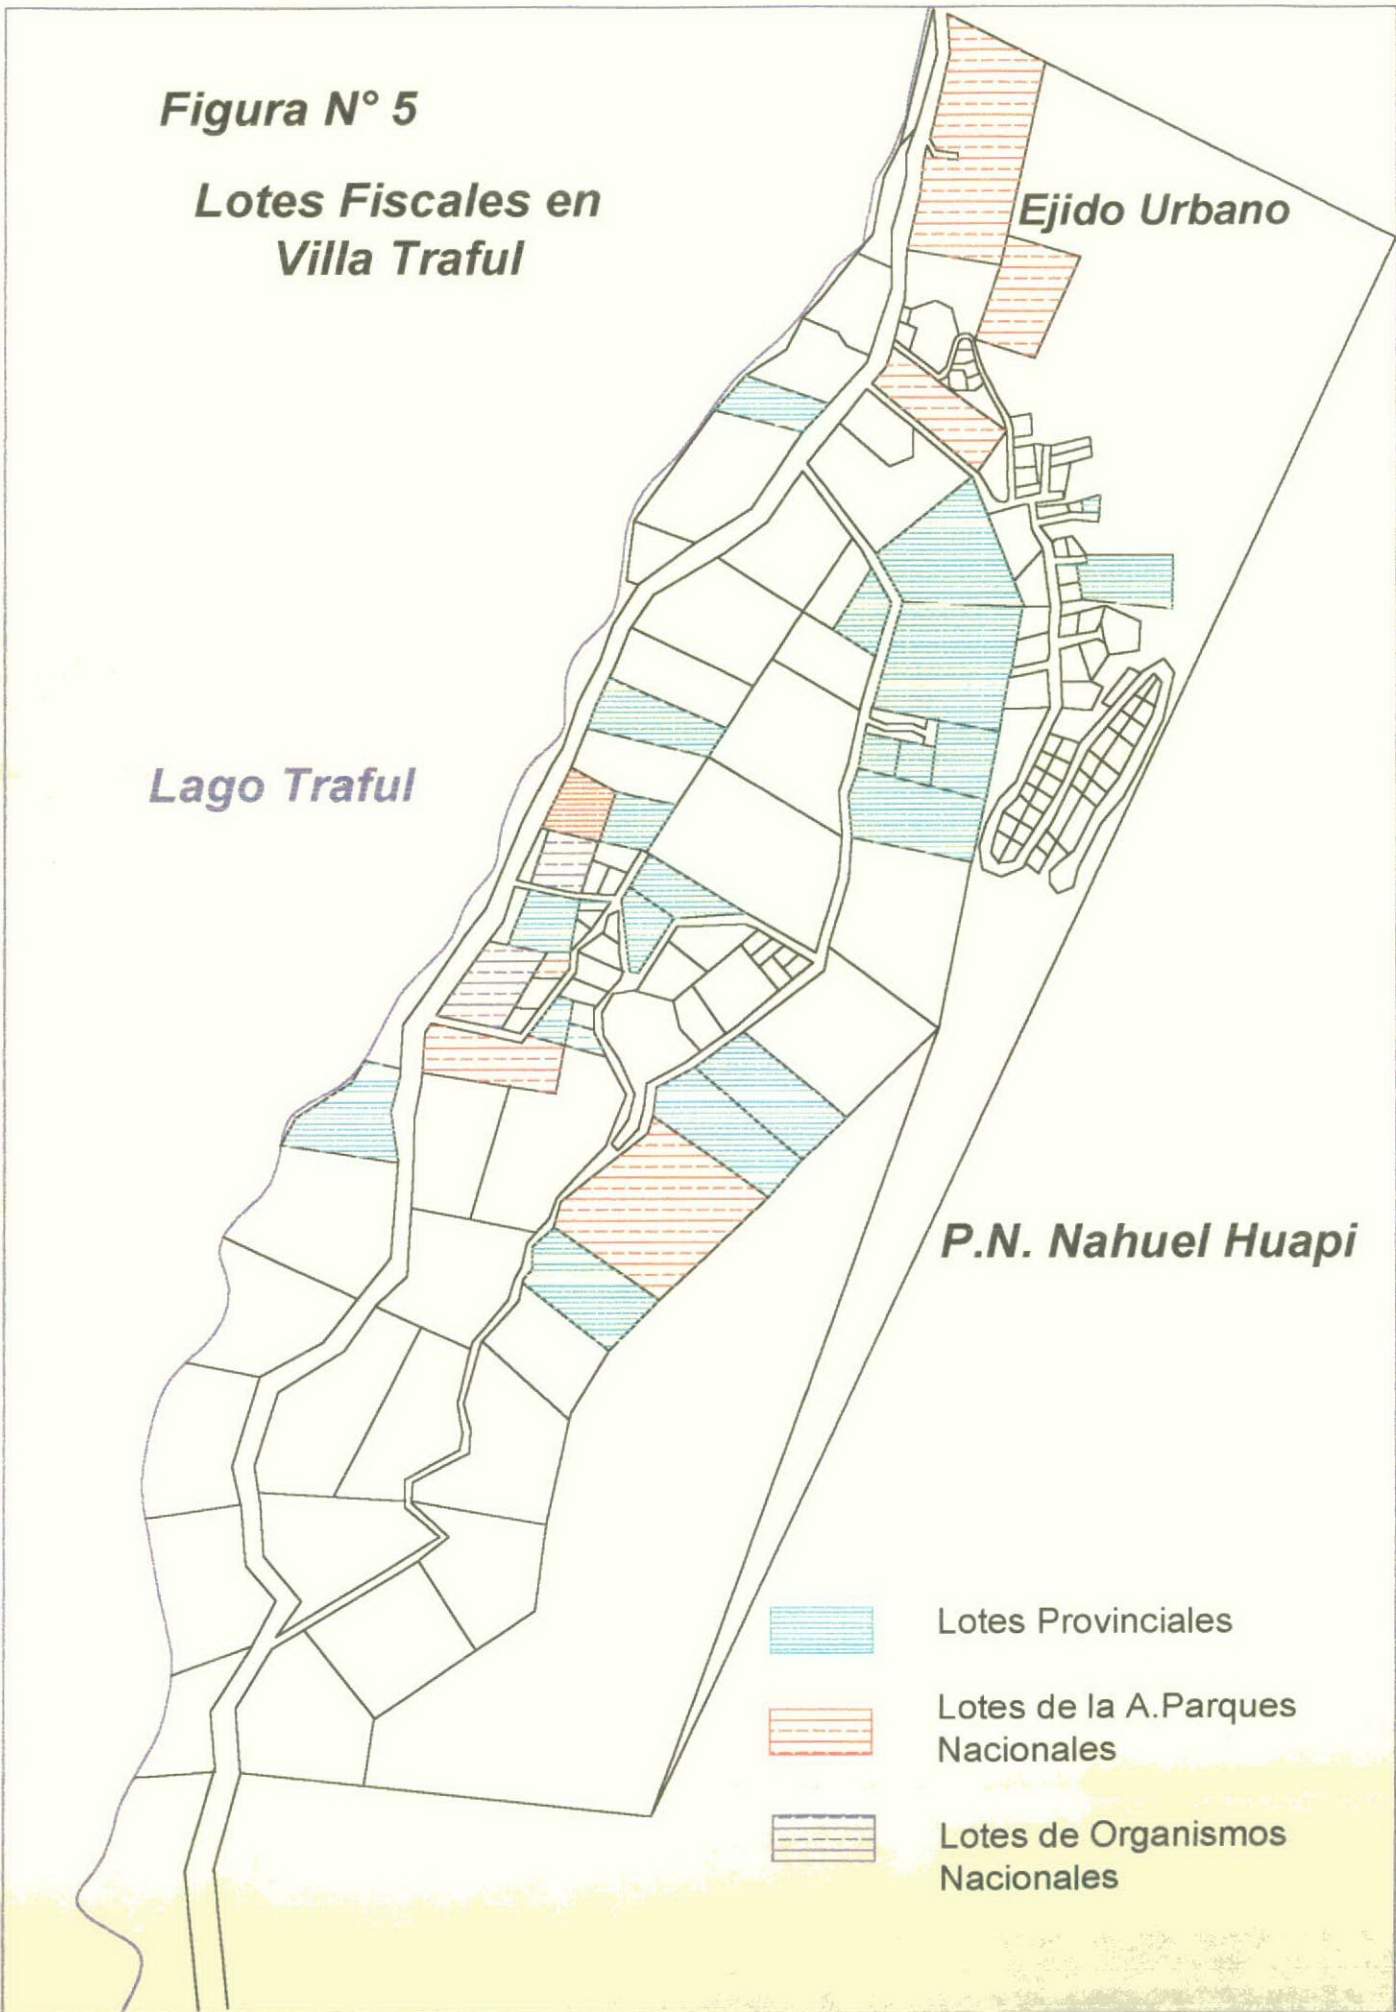 Figura N° 5
Lotes Fiscales en
Villa Traful
Ejido Urbano
Lago Traful
P.N. Nahuel Huapi
Lotes Provinciales
Lotes de la A.Parques
Nacionales
Lotes de Organismos
Nacionales